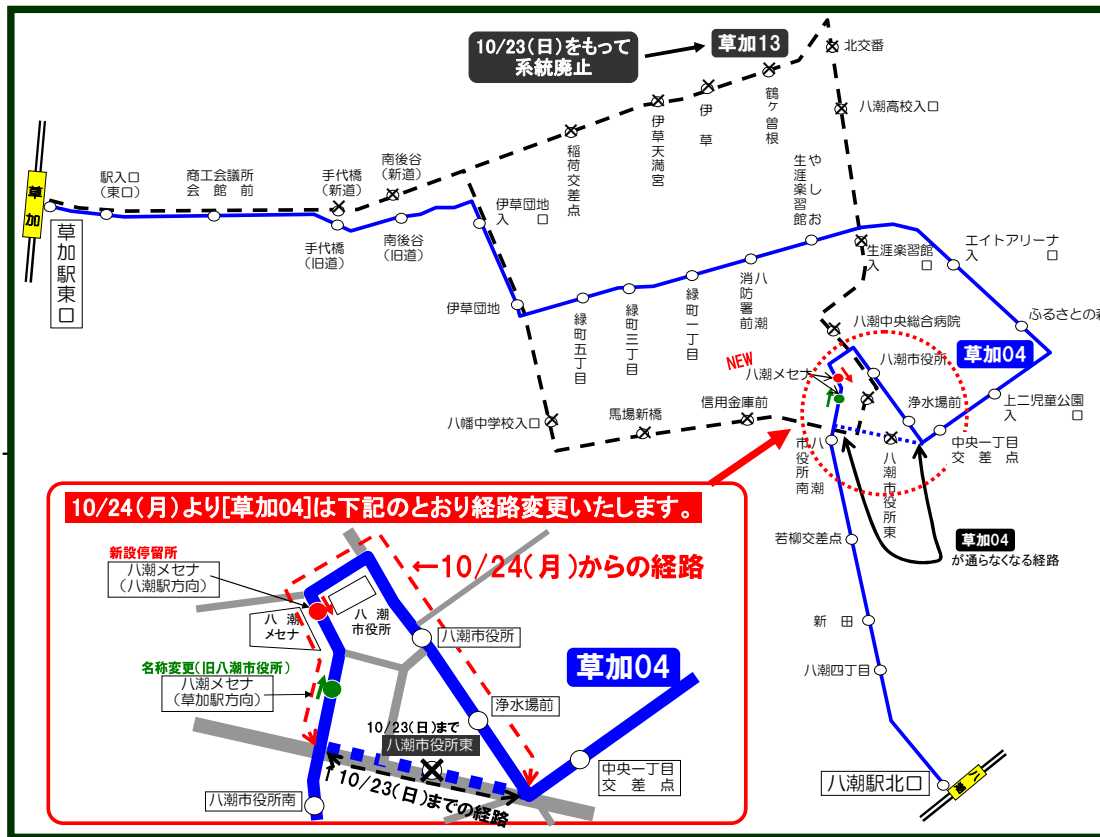 10/23(日)をもって
系統廃止
草加13
北交番
八潮高校入口
鶴ケ曽根
伊草
伊草天満宮
稲荷交差点
南後谷
(新道)
手代橋
(新道)
商工会議所
会館前
駅入口
(東口)
草加
草加駅東口
手代橋
(旧道)
南後谷
(旧道)
伊草団地
入口
伊草団地
緑町五丁目
緑町三丁目
緑町一丁目
八潮
消防署前
やしお
生涯楽習館
生涯楽習館
入口
エイトアリーナ
入口
ふるさとの森
八潮中央総合病院
草加04
八潮市役所
NEW
八潮メセナ
浄水場前
上二児童公園
入口
中央一丁目
交差点
信用金庫前
馬場新橋
八幡中学校入口
八潮
市役所南
八潮市役所東
草加04
が通らなくなる経路
若柳交差点
新田
八潮四丁目
八潮駅北口
八潮
10/24(月)より[草加04]は下記のとおり経路変更いたします。
←10/24(月)からの経路
新設停留所
八潮メセナ
(八潮駅方向)
八潮
メセナ
八潮
市役所
八潮市役所
名称変更(旧八潮市役所)
八潮メセナ
(草加駅方向)
草加04
浄水場前
10/23(日)まで
八潮市役所東
中央一丁目
交差点
↑10/23(日)までの経路
八潮市役所南